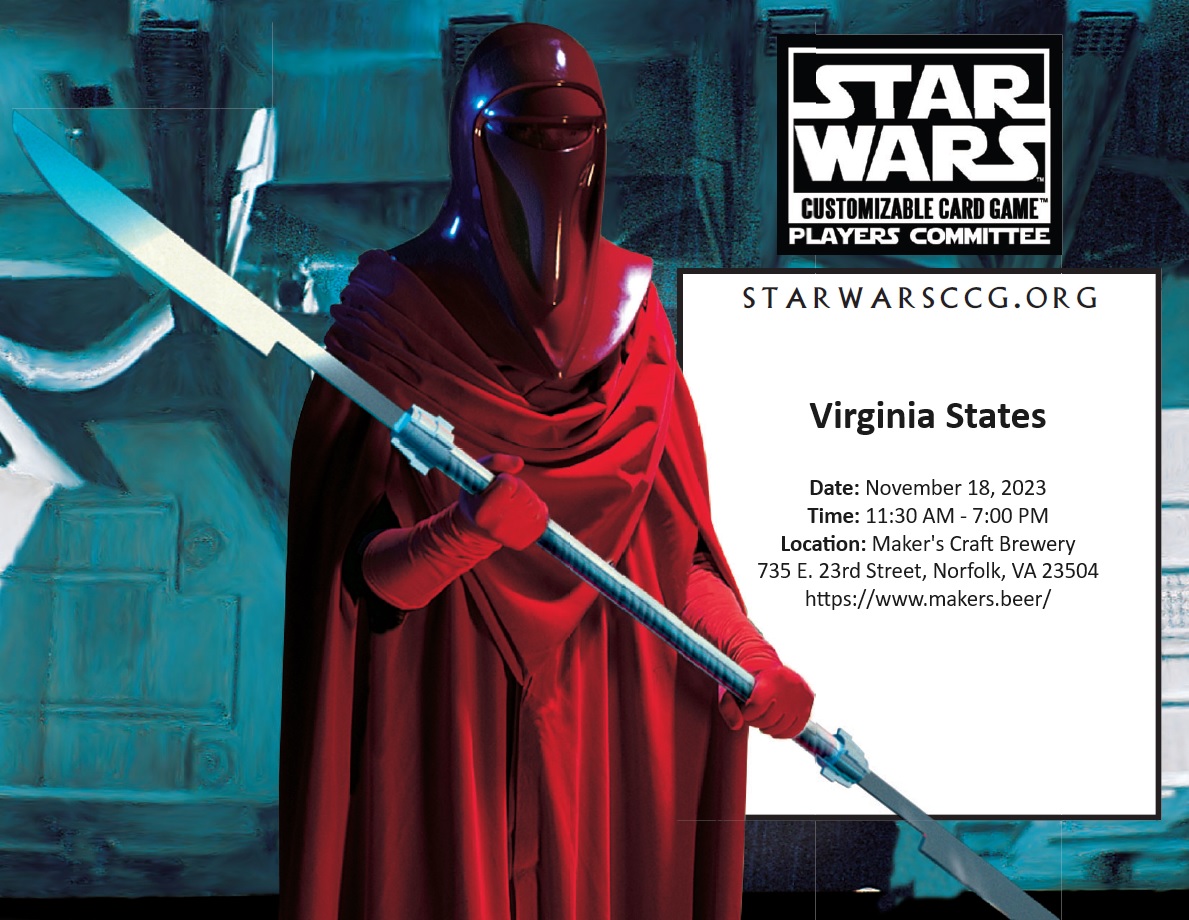 STAR
WARS™
CUSTOMIZABLE CARD GAME™
PLAYERS COMMITTEE
STARWARSCCG.ORG
Virginia States
Date: November 18, 2023
Time: 11:30 AM - 7:00 PM
Location: Maker's Craft Brewery
735 E. 23rd Street, Norfolk, VA 23504
https://www.makers.beer/